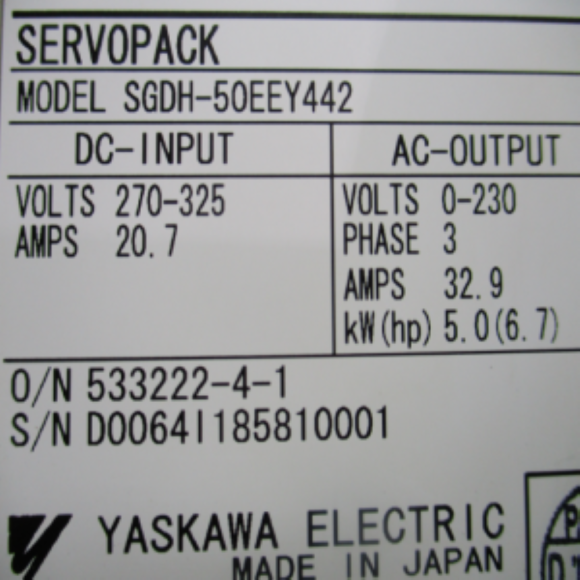 SERVOPACK
MODEL SGDH-50EEY442
DC-INPUT AC-OUTPUT
VOLTS 270-325 VOLTS 0-230
AMPS 20.7 PHASE 3
AMPS 32.9
kW(hp) 5.0(6.7)
O/N 533222-4-1
S/N D0064I185810001
YASKAWA ELECTRIC
MADE IN JAPAN